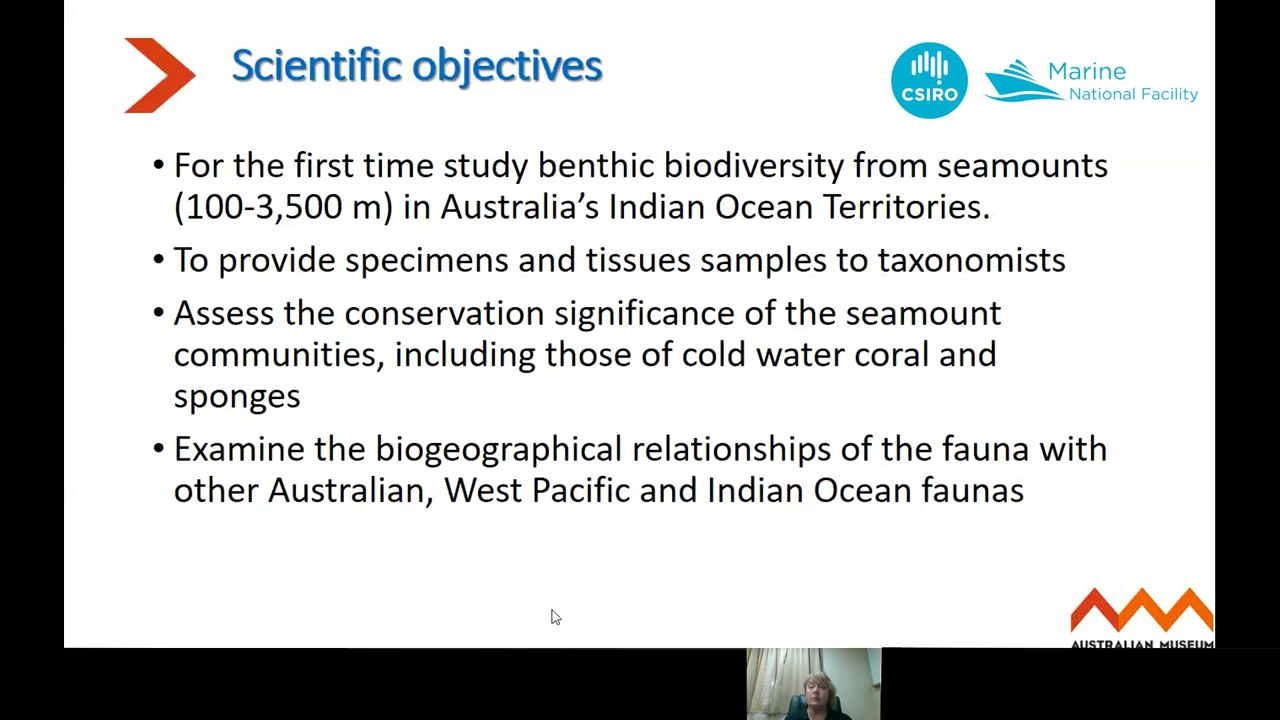 Scientific objectives
CSIRO
Marine
National Facility
• For the first time study benthic biodiversity from seamounts
(100-3,500 m) in Australia’s Indian Ocean Territories.
• To provide specimens and tissues samples to taxonomists
• Assess the conservation significance of the seamount
communities, including those of cold water coral and
sponges
• Examine the biogeographical relationships of the fauna with
other Australian, West Pacific and Indian Ocean faunas
AUSTRALIAN MUSEUM